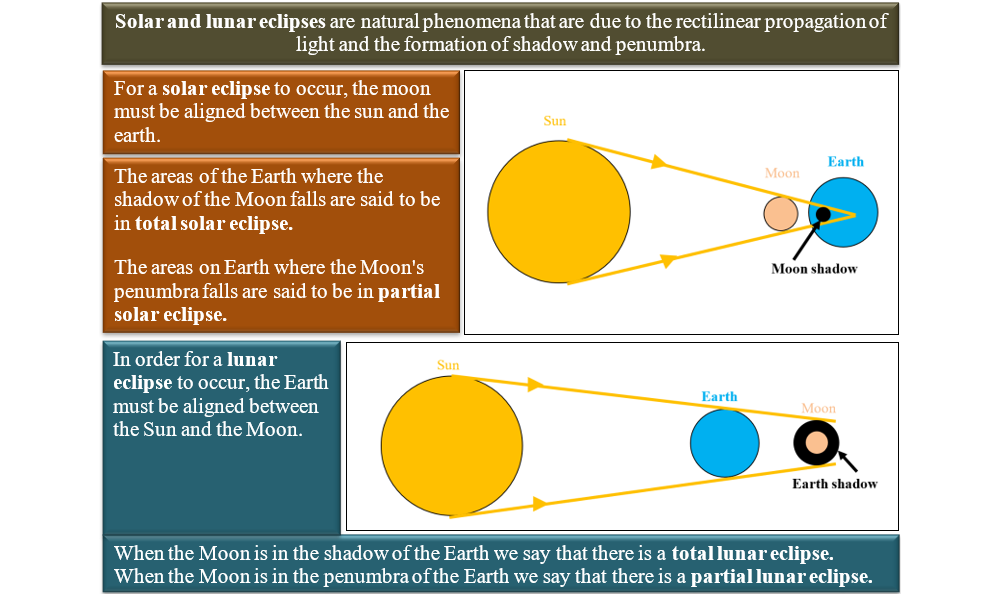 Solar and lunar eclipses are natural phenomena that are due to the rectilinear propagation of
light and the formation of shadow and penumbra.
For a solar eclipse to occur, the moon
must be aligned between the sun and the
earth.
The areas of the Earth where the
shadow of the Moon falls are said to be
in total solar eclipse.
The areas on Earth where the Moon's
penumbra falls are said to be in partial
solar eclipse.
Sun
Earth
Moon
Moon shadow
In order for a lunar
eclipse to occur, the Earth
must be aligned between
the Sun and the Moon.
Sun
Earth
Moon
Earth shadow
When the Moon is in the shadow of the Earth we say that there is a total lunar eclipse.
When the Moon is in the penumbra of the Earth we say that there is a partial lunar eclipse.